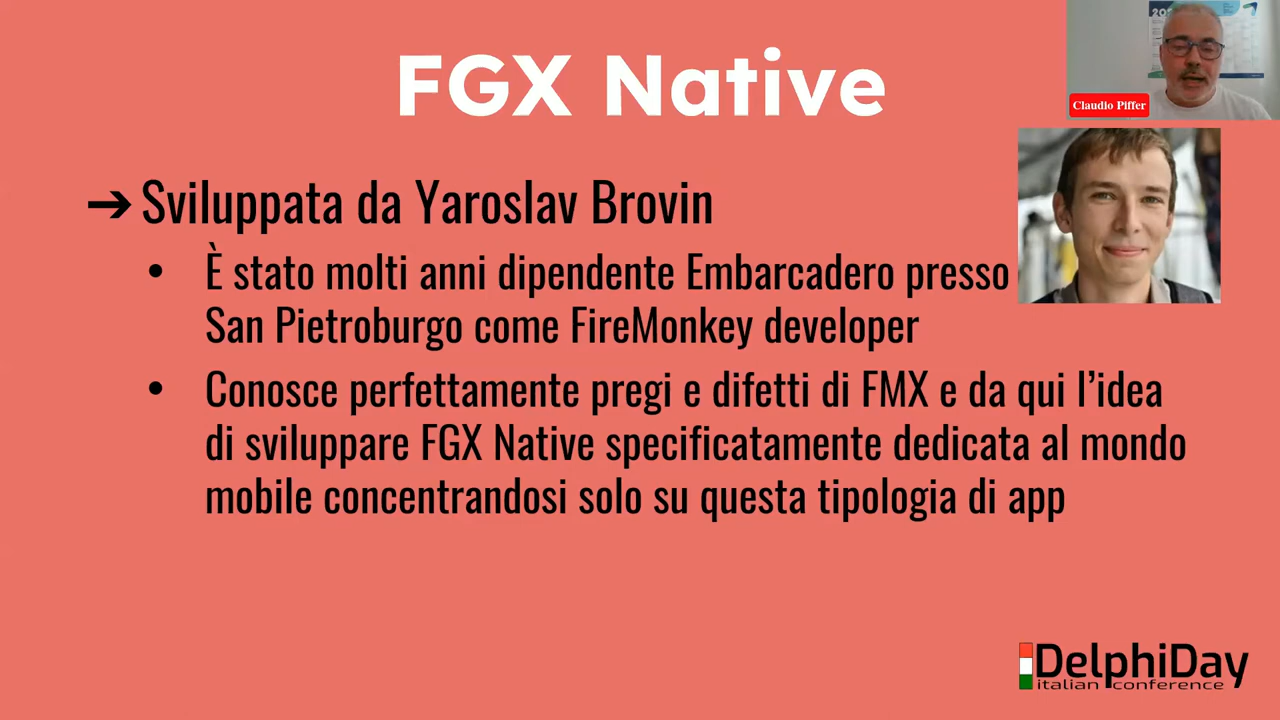 FGX Native
Claudio Piffer
➔ Sviluppata da Yaroslav Brovin
• È stato molti anni dipendente Embarcadero presso
San Pietroburgo come FireMonkey developer
• Conosce perfettamente pregi e difetti di FMX e da qui l’idea
di sviluppare FGX Native specificatamente dedicata al mondo
mobile concentrandosi solo su questa tipologia di app
DelphiDay
italian conference